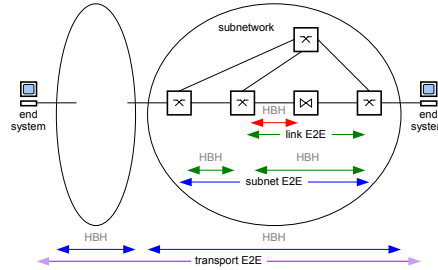 subnetwork
end
system
end
system
HBH
link E2E
HBH
HBH
subnet E2E
HBH
HBH
transport E2E